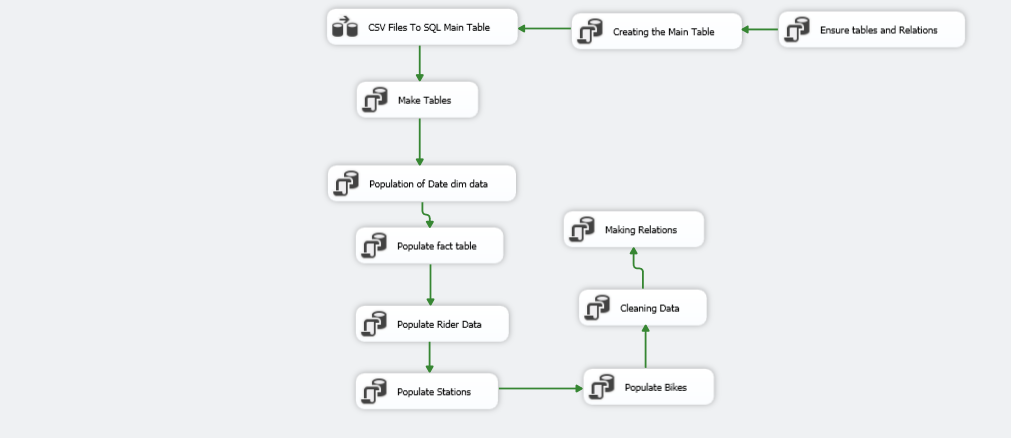 CSV Files To SQL Main Table
Creating the Main Table
Ensure tables and Relations
Make Tables
Population of Date dim data
Populate fact table
Making Relations
Populate Rider Data
Cleaning Data
Populate Stations
Populate Bikes